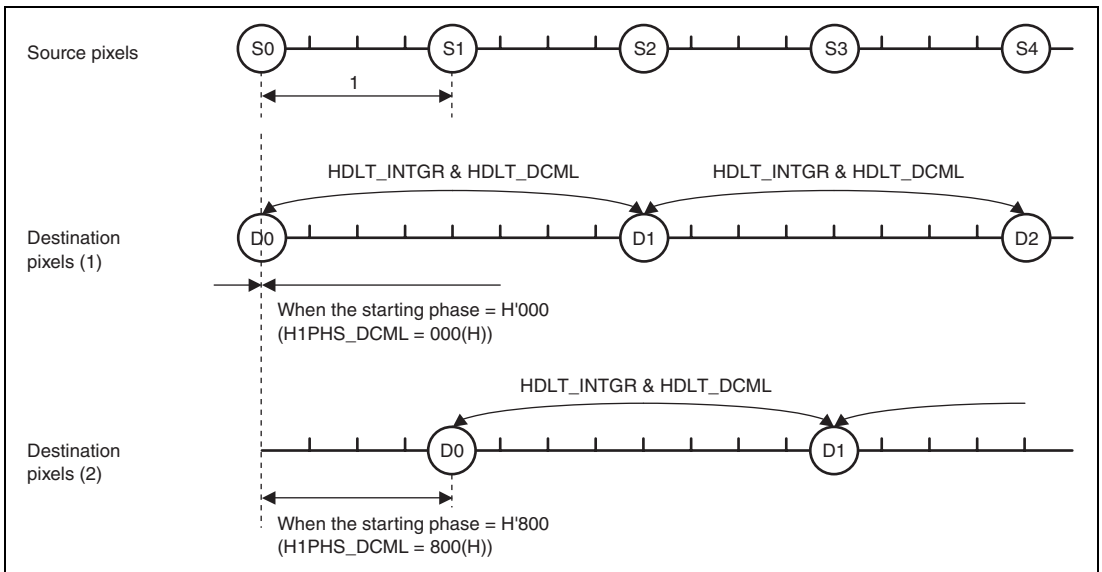 Source pixels
S0 S1 S2 S3 S4
1
HDLT_INTGR & HDLT_DCML HDLT_INTGR & HDLT_DCML
Destination
pixels (1)
D0 D1 D2
When the starting phase = H'000
(H1PHS_DCML = 000(H))
HDLT_INTGR & HDLT_DCML
Destination
pixels (2)
D0 D1
When the starting phase = H'800
(H1PHS_DCML = 800(H))